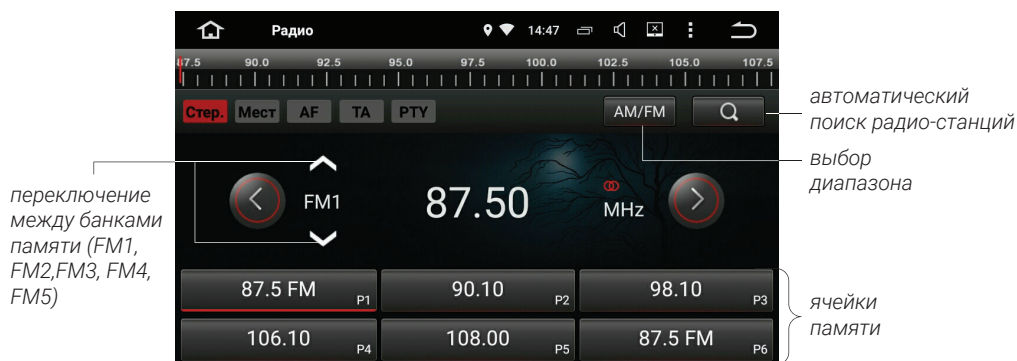 Радио 14:47
87.5 90.0 92.5 95.0 97.5 100.0 102.5 105.0 107.5
Стер. Мест AF TA PTY AM/FM
FM1 87.50 MHz
87.5 FM P1 90.10 P2 98.10 P3
106.10 P4 108.00 P5 87.5 FM P6
автоматический
поиск радио-станций
выбор
диапазона
переключение
между банками
памяти (FM1,
FM2,FM3, FM4,
FM5)
ячейки
памяти